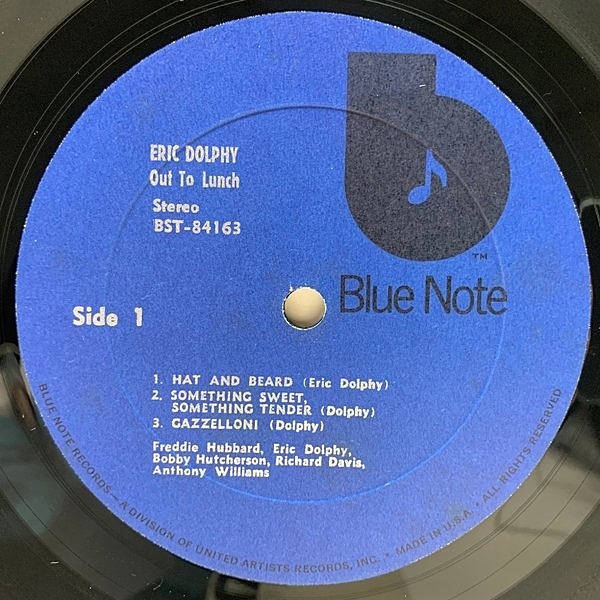 ERIC DOLPHY
Out To Lunch
Stereo
BST-84163
TM
Blue Note
Side 1
1. HAT AND BEARD (Eric Dolphy)
2. SOMETHING SWEET,
SOMETHING TENDER (Dolphy)
3. GAZZELLONI (Dolphy)
Freddie Hubbard, Eric Dolphy,
Bobby Hutcherson, Richard Davis,
Anthony Williams
BLUE NOTE RECORDS—A DIVISION OF UNITED ARTISTS RECORDS, INC. • MADE IN U.S.A. • ALL RIGHTS RESERVED